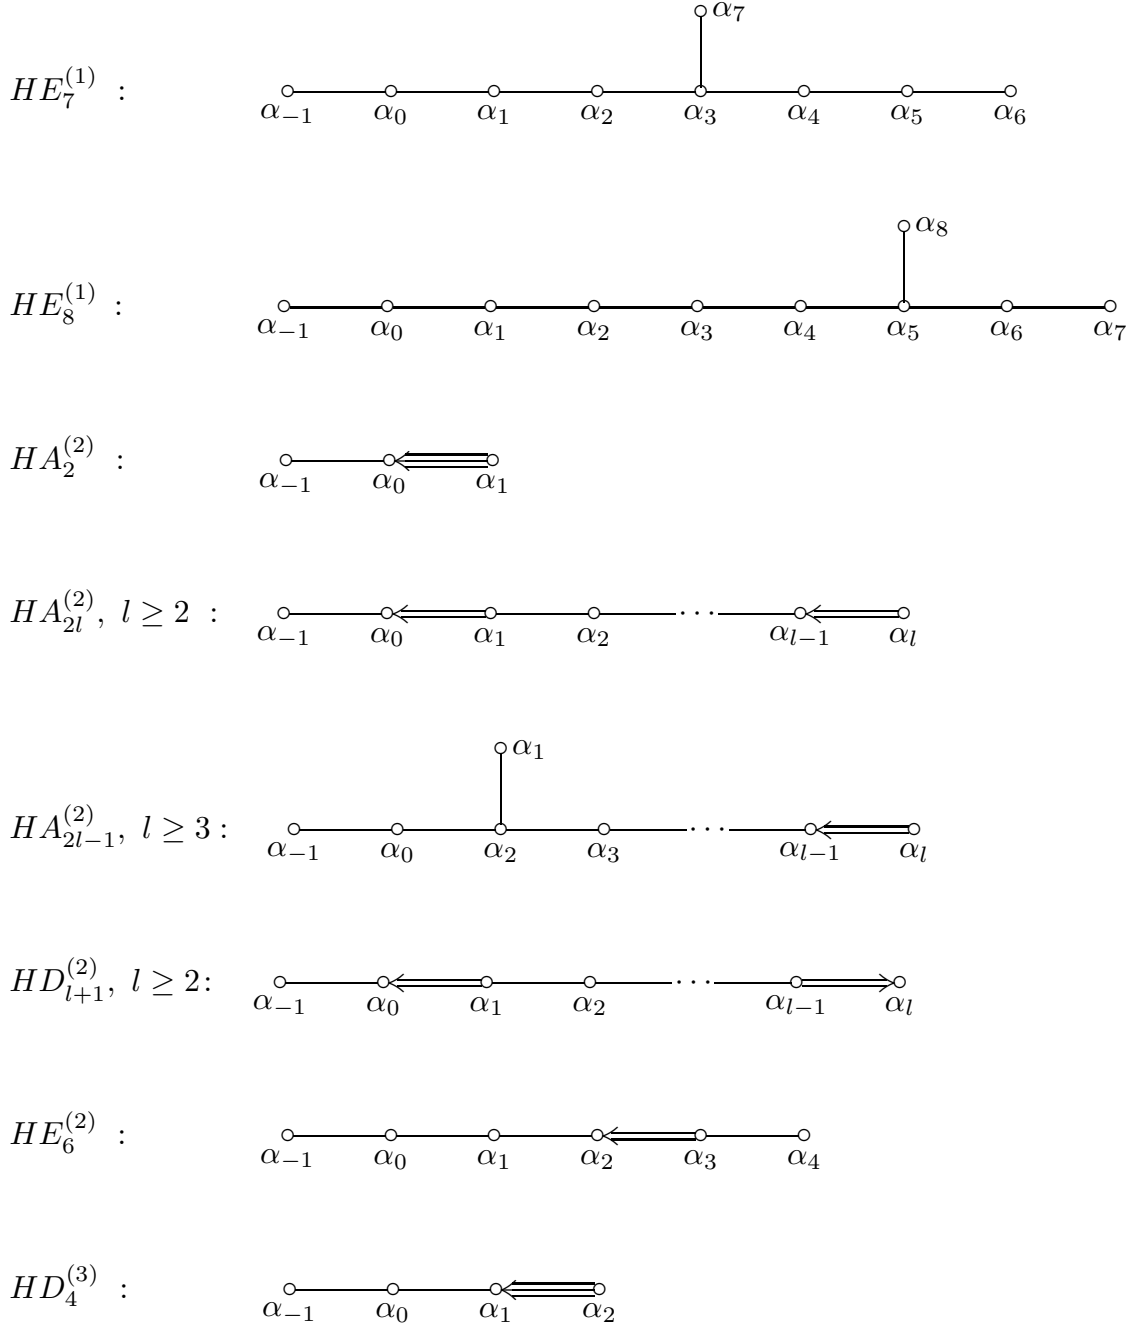 α₇
HE₇⁽¹⁾ :
α₋₁ α₀ α₁ α₂ α₃ α₄ α₅ α₆
α₈
HE₈⁽¹⁾ :
α₋₁ α₀ α₁ α₂ α₃ α₄ α₅ α₆ α₇
HA₂⁽²⁾ :
α₋₁ α₀ α₁
HA₂ₗ⁽²⁾, l ≥ 2 : ···
α₋₁ α₀ α₁ α₂ αₗ₋₁ αₗ
α₁
HA₂ₗ₋₁⁽²⁾, l ≥ 3 : ···
α₋₁ α₀ α₂ α₃ αₗ₋₁ αₗ
HDₗ₊₁⁽²⁾, l ≥ 2: ···
α₋₁ α₀ α₁ α₂ αₗ₋₁ αₗ
HE₆⁽²⁾ :
α₋₁ α₀ α₁ α₂ α₃ α₄
HD₄⁽³⁾ :
α₋₁ α₀ α₁ α₂